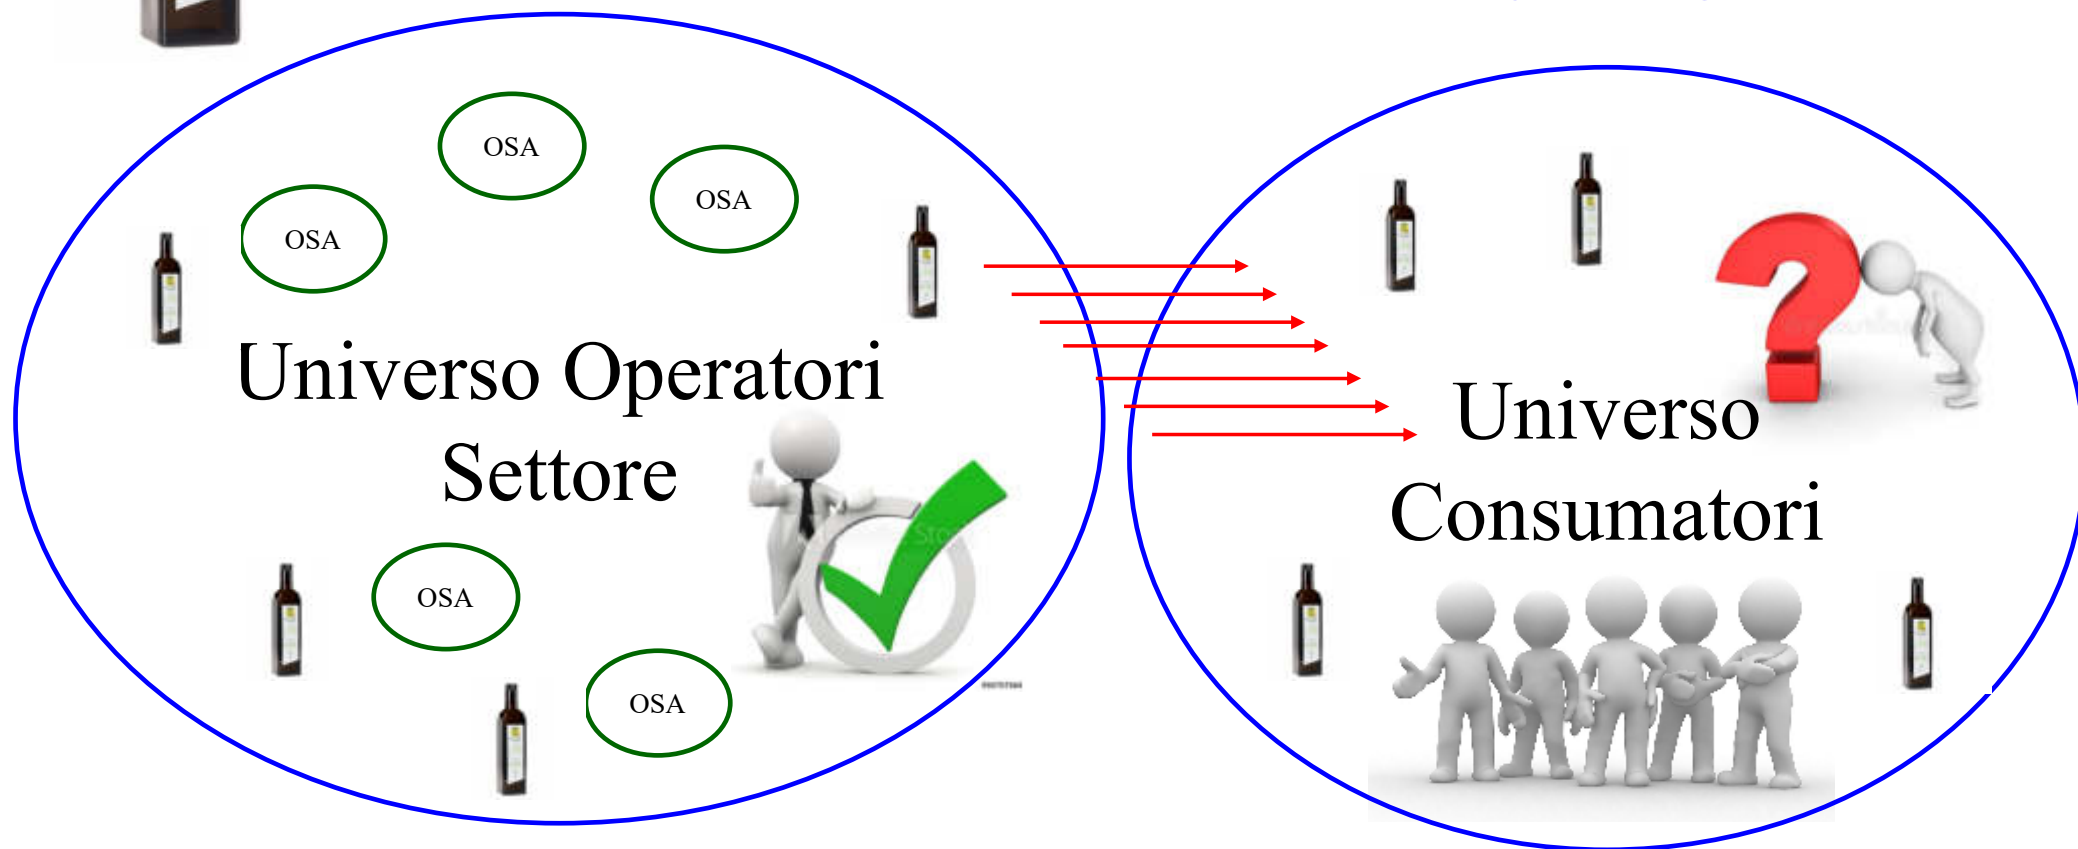 OSA
OSA
OSA
Universo Operatori
Settore
OSA
OSA
Universo
Consumatori